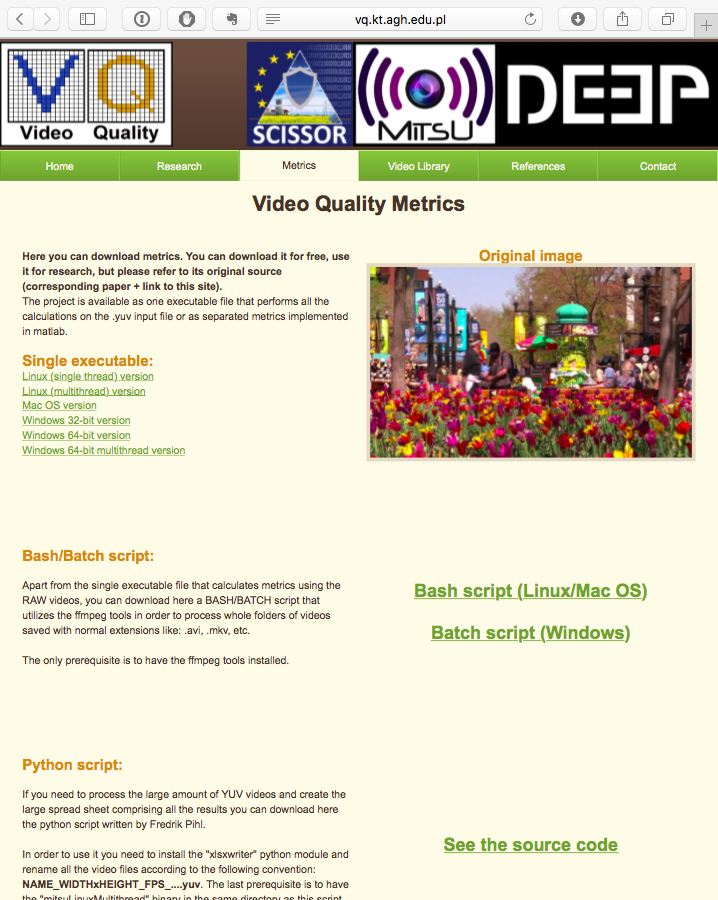 vq.kt.agh.edu.pl
V Q
Video Quality
SCISSOR
MITSU
DEEP
Home
Research
Metrics
Video Library
References
Contact
Video Quality Metrics
Here you can download metrics. You can download it for free, use
it for research, but please refer to its original source
(corresponding paper + link to this site).
The project is available as one executable file that performs all the
calculations on the .yuv input file or as separated metrics implemented
in matlab.
Single executable:
Linux (single thread) version
Linux (multithread) version
Mac OS version
Windows 32-bit version
Windows 64-bit version
Windows 64-bit multithread version
Original image
Bash/Batch script:
Apart from the single executable file that calculates metrics using the
RAW videos, you can download here a BASH/BATCH script that
utilizes the ffmpeg tools in order to process whole folders of videos
saved with normal extensions like: .avi, .mkv, etc.
The only prerequisite is to have the ffmpeg tools installed.
Bash script (Linux/Mac OS)
Batch script (Windows)
Python script:
If you need to process the large amount of YUV videos and create the
large spread sheet comprising all the results you can download here
the python script written by Fredrik Pihl.
In order to use it you need to install the "xlsxwriter" python module and
rename all the video files according to the following convention:
NAME_WIDTHxHEIGHT_FPS_....yuv. The last prerequisite is to have
the "mitsuLinuxMultithread" binary in the same directory as this script
See the source code